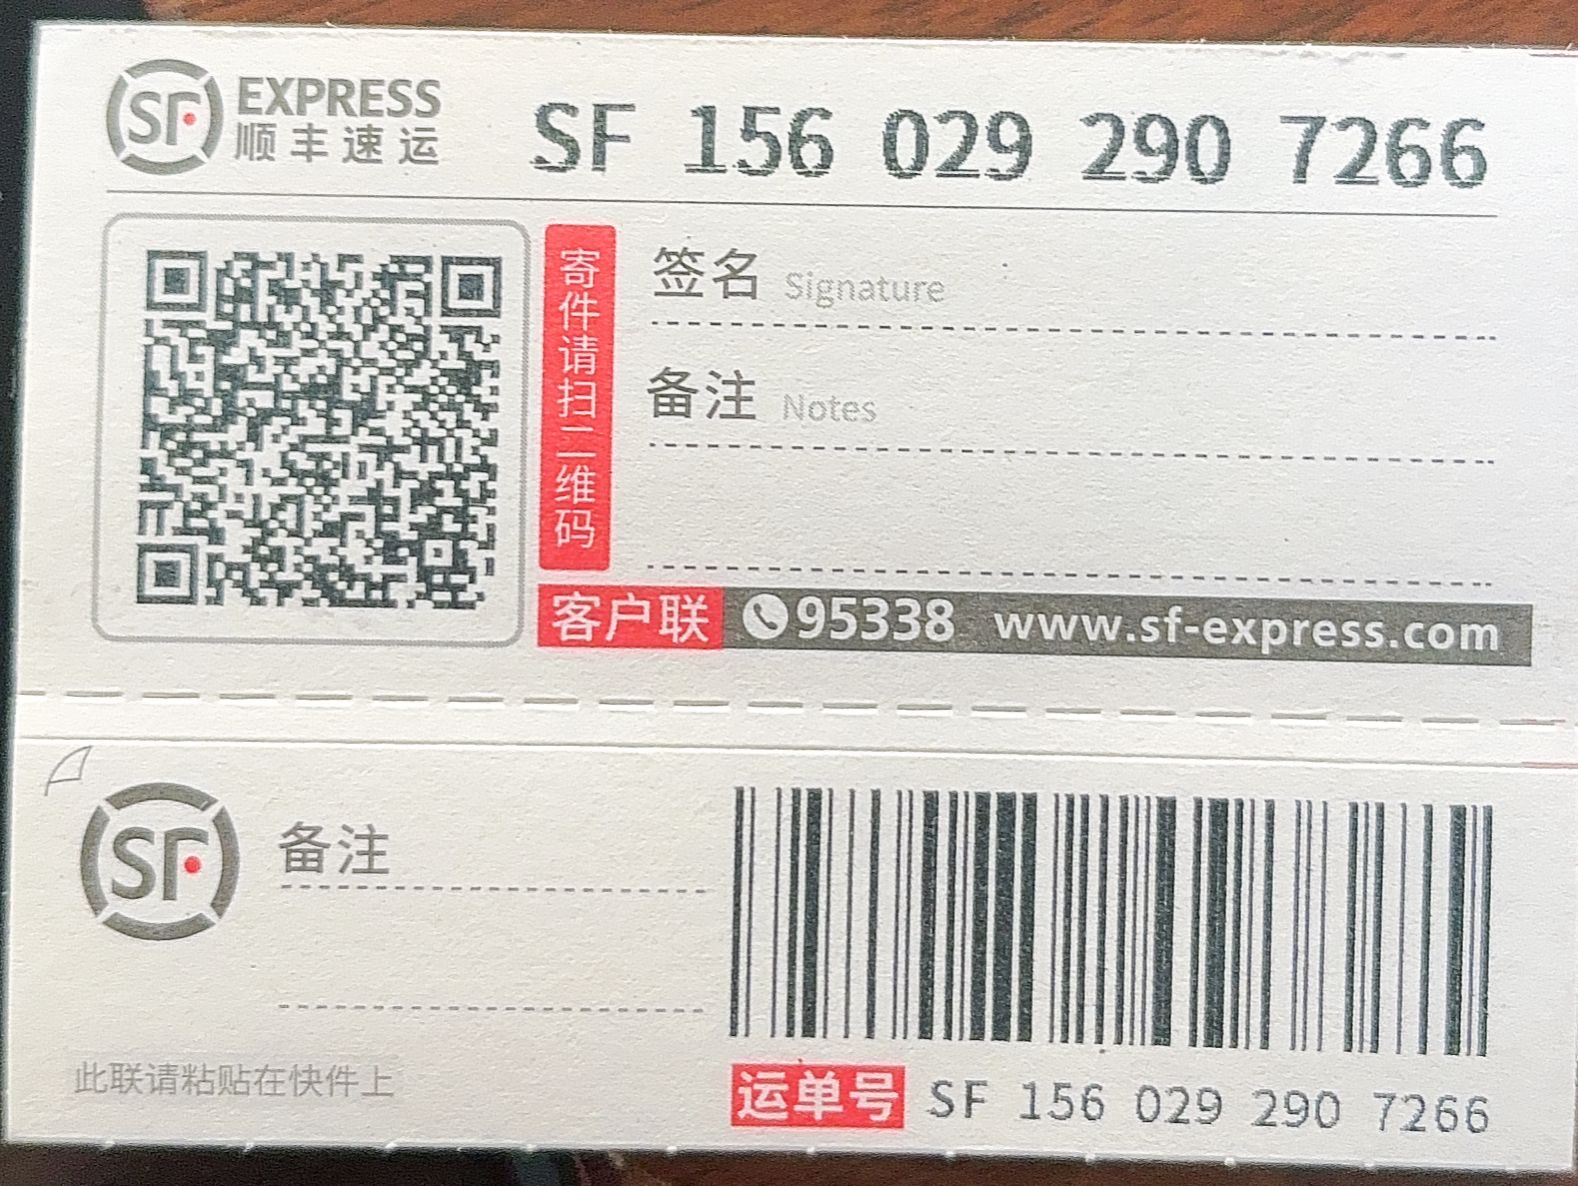 SF EXPRESS
顺丰速运
SF 156 029 290 7266
寄件请扫二维码
签名 Signature
备注 Notes
客户联 95338 www.sf-express.com
SF
备注
此联请粘贴在快件上
运单号 SF 156 029 290 7266